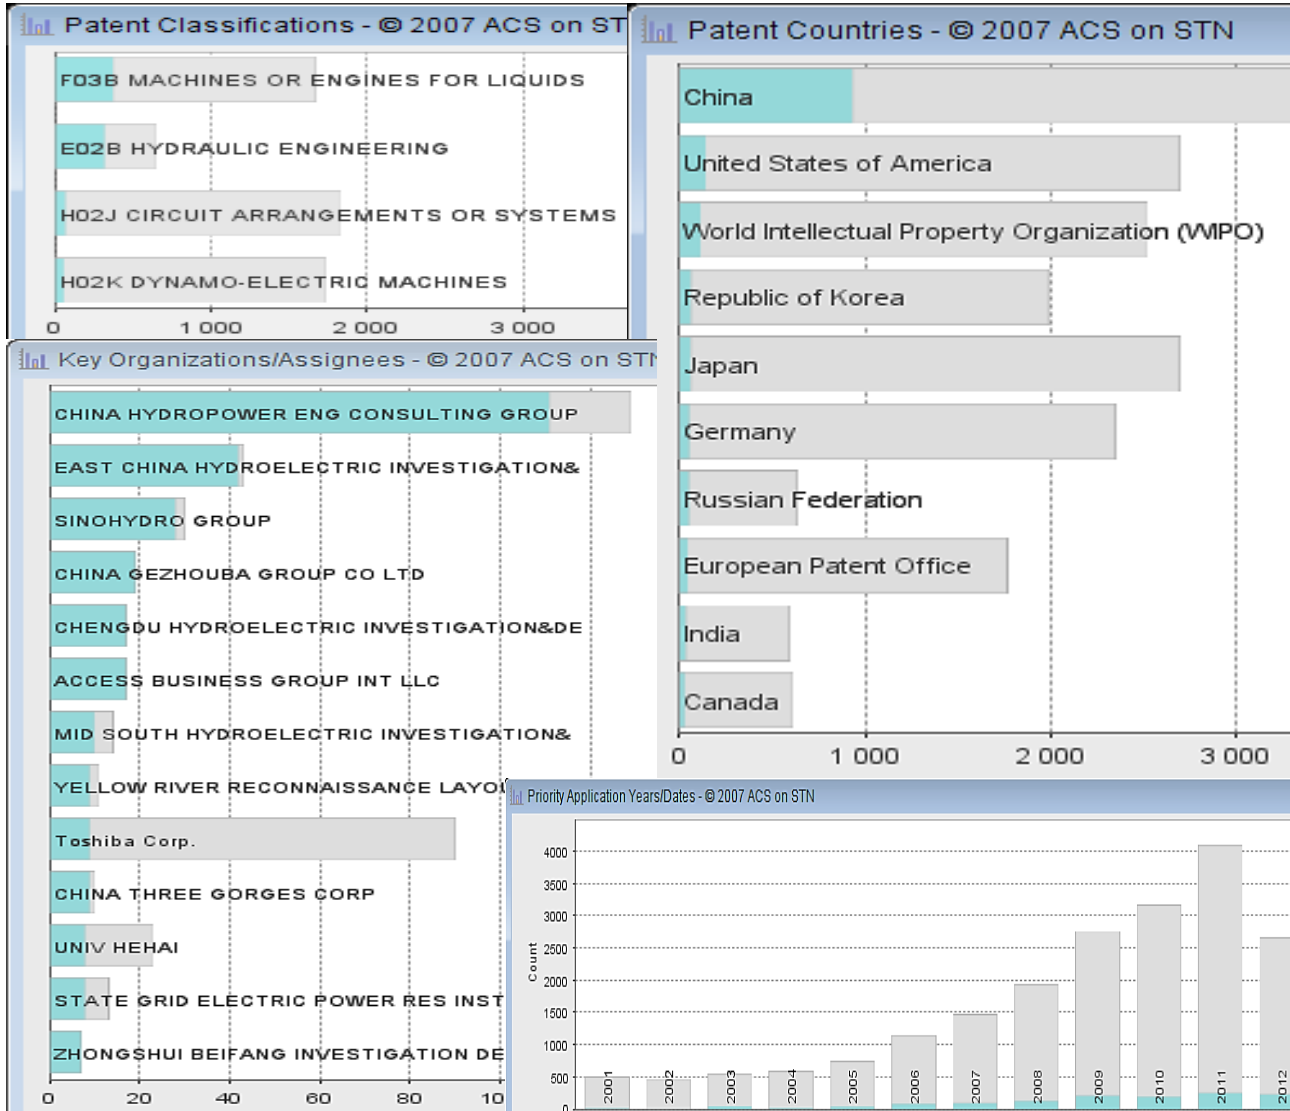 Patent Classifications - © 2007 ACS on ST
F03B MACHINES OR ENGINES FOR LIQUIDS
E02B HYDRAULIC ENGINEERING
H02J CIRCUIT ARRANGEMENTS OR SYSTEMS
H02K DYNAMO-ELECTRIC MACHINES
0 1 000 2 000 3 000
Patent Countries - © 2007 ACS on STN
China
United States of America
World Intellectual Property Organization (WIPO)
Republic of Korea
Japan
Germany
Russian Federation
European Patent Office
India
Canada
0 1 000 2 000 3 000
Key Organizations/Assignees - © 2007 ACS on STN
CHINA HYDROPOWER ENG CONSULTING GROUP
EAST CHINA HYDROELECTRIC INVESTIGATION&
SINOHYDRO GROUP
CHINA GEZHOUBA GROUP CO LTD
CHENGDU HYDROELECTRIC INVESTIGATION&DE
ACCESS BUSINESS GROUP INT LLC
MID SOUTH HYDROELECTRIC INVESTIGATION&
YELLOW RIVER RECONNAISSANCE LAYOU
Toshiba Corp.
CHINA THREE GORGES CORP
UNIV HEHAI
STATE GRID ELECTRIC POWER RES INST
ZHONGSHUI BEIFANG INVESTIGATION DE
0 20 40 60 80 10
Priority Application Years/Dates - © 2007 ACS on STN
Count
4000
3500
3000
2500
2000
1500
1000
500
0
2001 2002 2003 2004 2005 2006 2007 2008 2009 2010 2011 2012